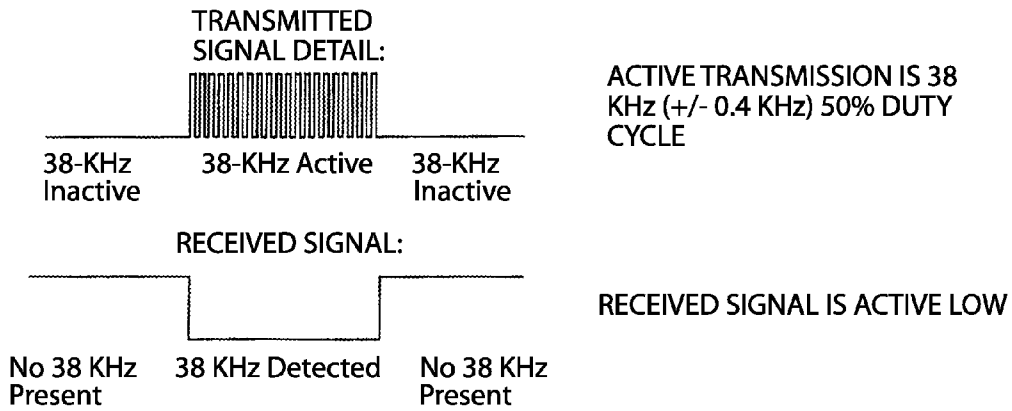 TRANSMITTED
SIGNAL DETAIL:
ACTIVE TRANSMISSION IS 38
KHz (+/- 0.4 KHz) 50% DUTY
CYCLE
38-KHz
Inactive
38-KHz Active
38-KHz
Inactive
RECEIVED SIGNAL:
RECEIVED SIGNAL IS ACTIVE LOW
No 38 KHz
Present
38 KHz Detected
No 38 KHz
Present